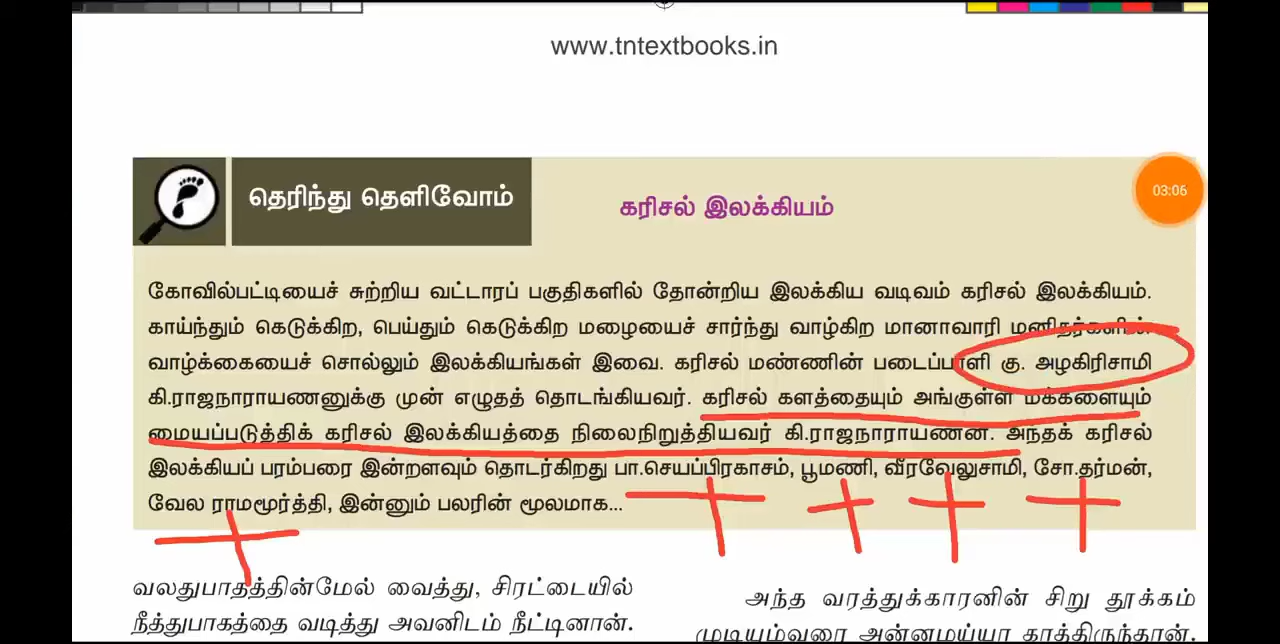 www.tntextbooks.in
தெரிந்து தெளிவோம்
கரிசல் இலக்கியம்
03:06
கோவில்பட்டியைச் சுற்றிய வட்டாரப் பகுதிகளில் தோன்றிய இலக்கிய வடிவம் கரிசல் இலக்கியம்.
காய்ந்தும் கெடுக்கிற, பெய்தும் கெடுக்கிற மழையைச் சார்ந்து வாழ்கிற மானாவாரி மனிதர்களின்
வாழ்க்கையைச் சொல்லும் இலக்கியங்கள் இவை. கரிசல் மண்ணின் படைப்பாளி கு. அழகிரிசாமி
கி.ராஜநாராயணனுக்கு முன் எழுதத் தொடங்கியவர். கரிசல் களத்தையும் அங்குள்ள மக்களையும்
மையப்படுத்திக் கரிசல் இலக்கியத்தை நிலைநிறுத்தியவர் கி.ராஜநாராயணன். அந்தக் கரிசல்
இலக்கியப் பரம்பரை இன்றளவும் தொடர்கிறது பா.செயப்பிரகாசம், பூமணி, வீரவேலுசாமி, சோ.தர்மன்,
வேல ராமமூர்த்தி, இன்னும் பலரின் மூலமாக...
வலதுபாதத்தின்மேல் வைத்து, சிரட்டையில்
நீத்துபாகத்தை வடித்து அவனிடம் நீட்டினான்.
அந்த வரத்துக்காரனின் சிறு தூக்கம்
முடியும்வரை அன்னமய்யா காத்திருந்தான்.